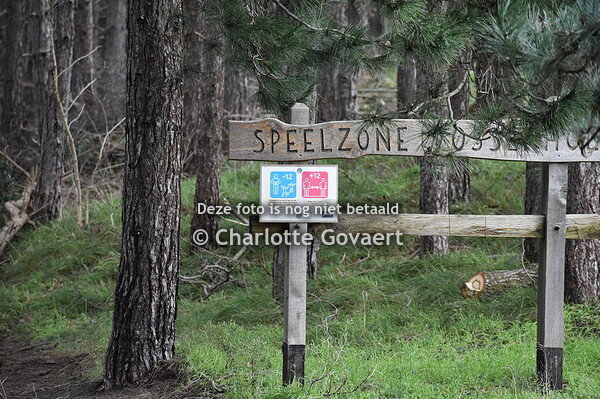 SPEELZONE
-12 +12
Deze foto is nog niet betaald
© Charlotte Govaert